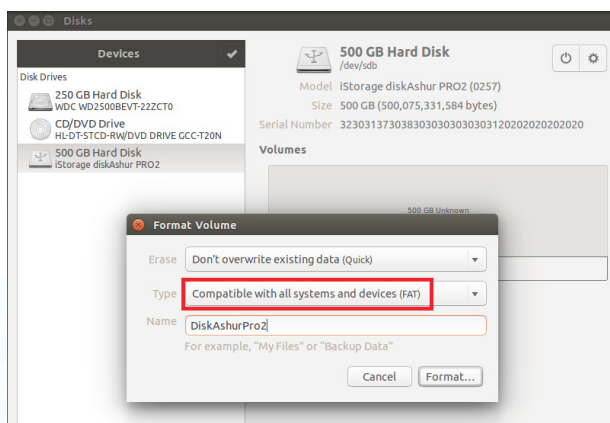 Disks
Devices
Disk Drives
250 GB Hard Disk
WDC WD2500BEVT-22ZCT0
CD/DVD Drive
HL-DT-STCD-RW/DVD DRIVE GCC-T20N
500 GB Hard Disk
iStorage diskAshur PRO2
500 GB Hard Disk
/dev/sdb
Model iStorage diskAshur PRO2 (0257)
Size 500 GB (500,075,331,584 bytes)
Serial Number
Volumes
500 GB Unknown
Format Volume
Erase Don't overwrite existing data (Quick)
Type Compatible with all systems and devices (FAT)
Name DiskAshurPro2
For example, "My Files" or "Backup Data"
Cancel Format...